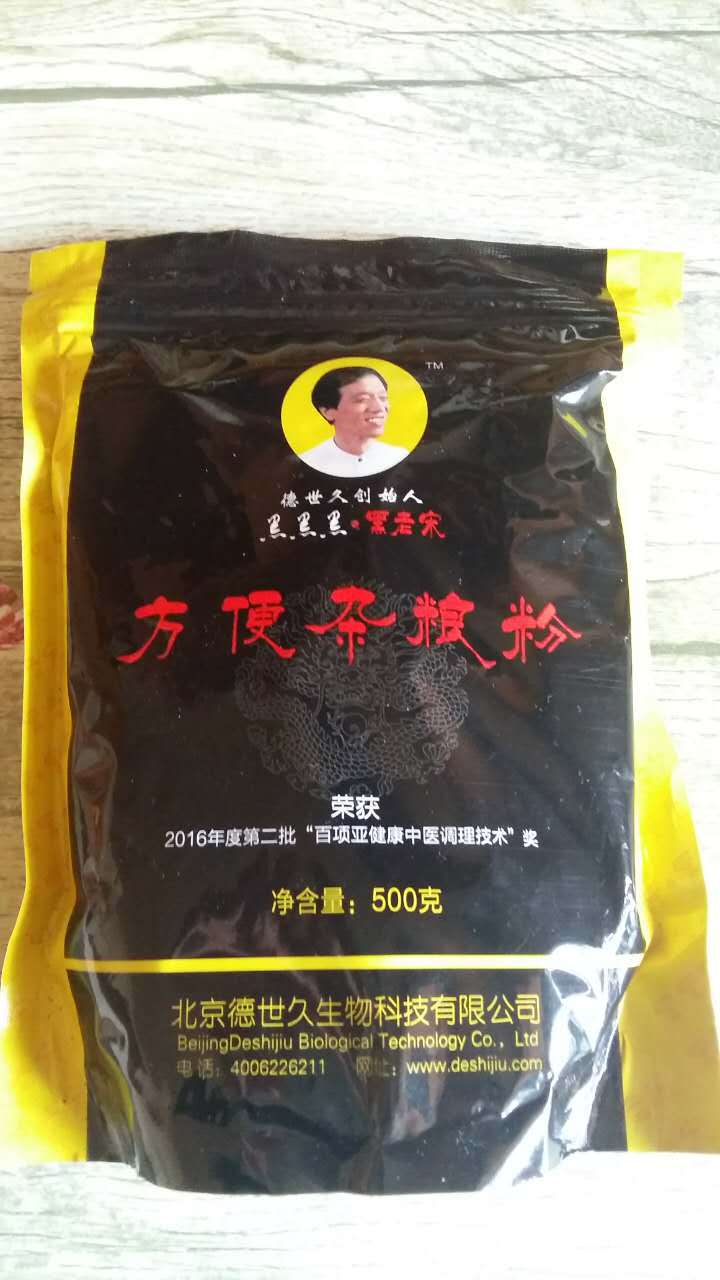 TM
德世久创始人
黑黑黑·黑老宋
方便杂粮粉
荣获
2016年度第二批“百项亚健康中医调理技术”奖
净含量：500克
北京德世久生物科技有限公司
BeijingDeshijiu Biological Technology Co.，Ltd
电话：4006226211 网址：www.deshijiu.com